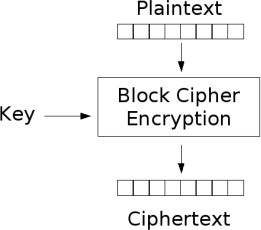 Plaintext
Key
Block Cipher
Encryption
Ciphertext